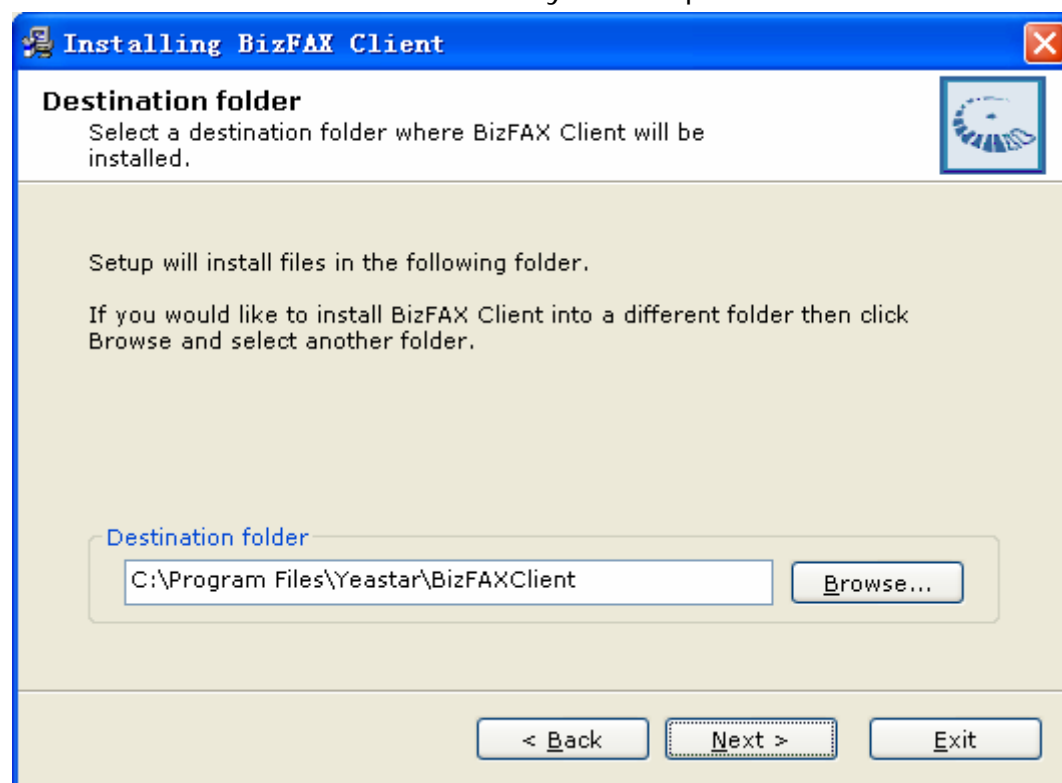 Installing BizFAX Client
Destination folder
Select a destination folder where BizFAX Client will be
installed.
Setup will install files in the following folder.
If you would like to install BizFAX Client into a different folder then click
Browse and select another folder.
Destination folder
C:\Program Files\Yeastar\BizFAXClient
Browse...
< Back
Next >
Exit